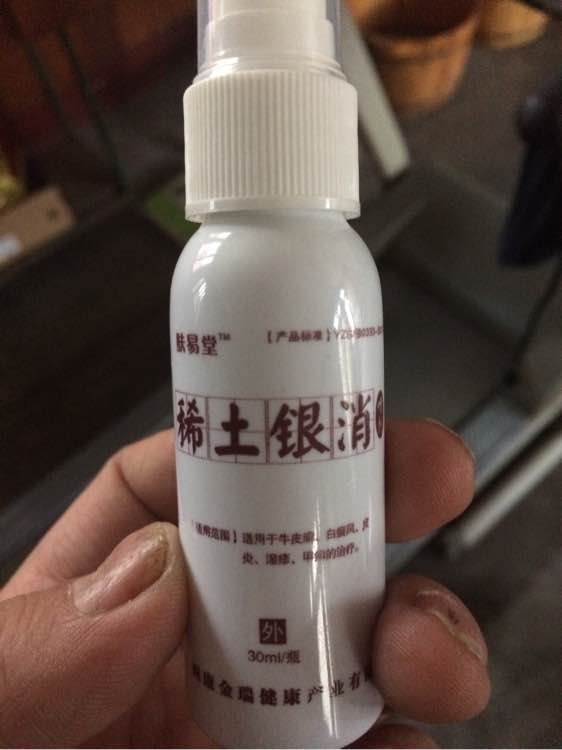 肤易堂™ 【产品标准】
稀土银消
【适用范围】适用于牛皮癣、白癜风、皮
炎、湿疹、甲癣的治疗。
外
30ml/瓶
康金瑞健康产业有